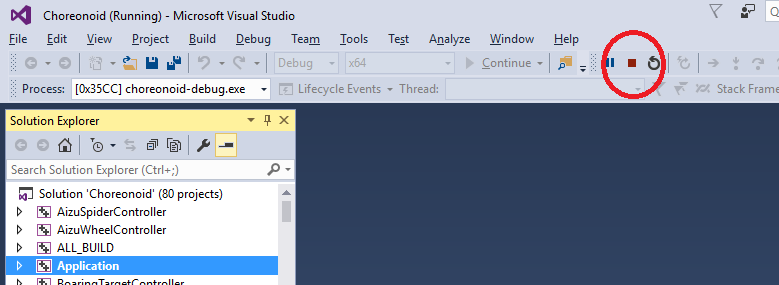 Choreonoid (Running) - Microsoft Visual Studio
File Edit View Project Build Debug Team Tools Test Analyze Window Help
Debug x64 Continue
Process: [0x35CC] choreonoid-debug.exe Lifecycle Events Thread: Stack Frame
Solution Explorer
Search Solution Explorer (Ctrl+;)
Solution 'Choreonoid' (80 projects)
AizuSpiderController
AizuWheelController
ALL_BUILD
Application
BoaringTargetController